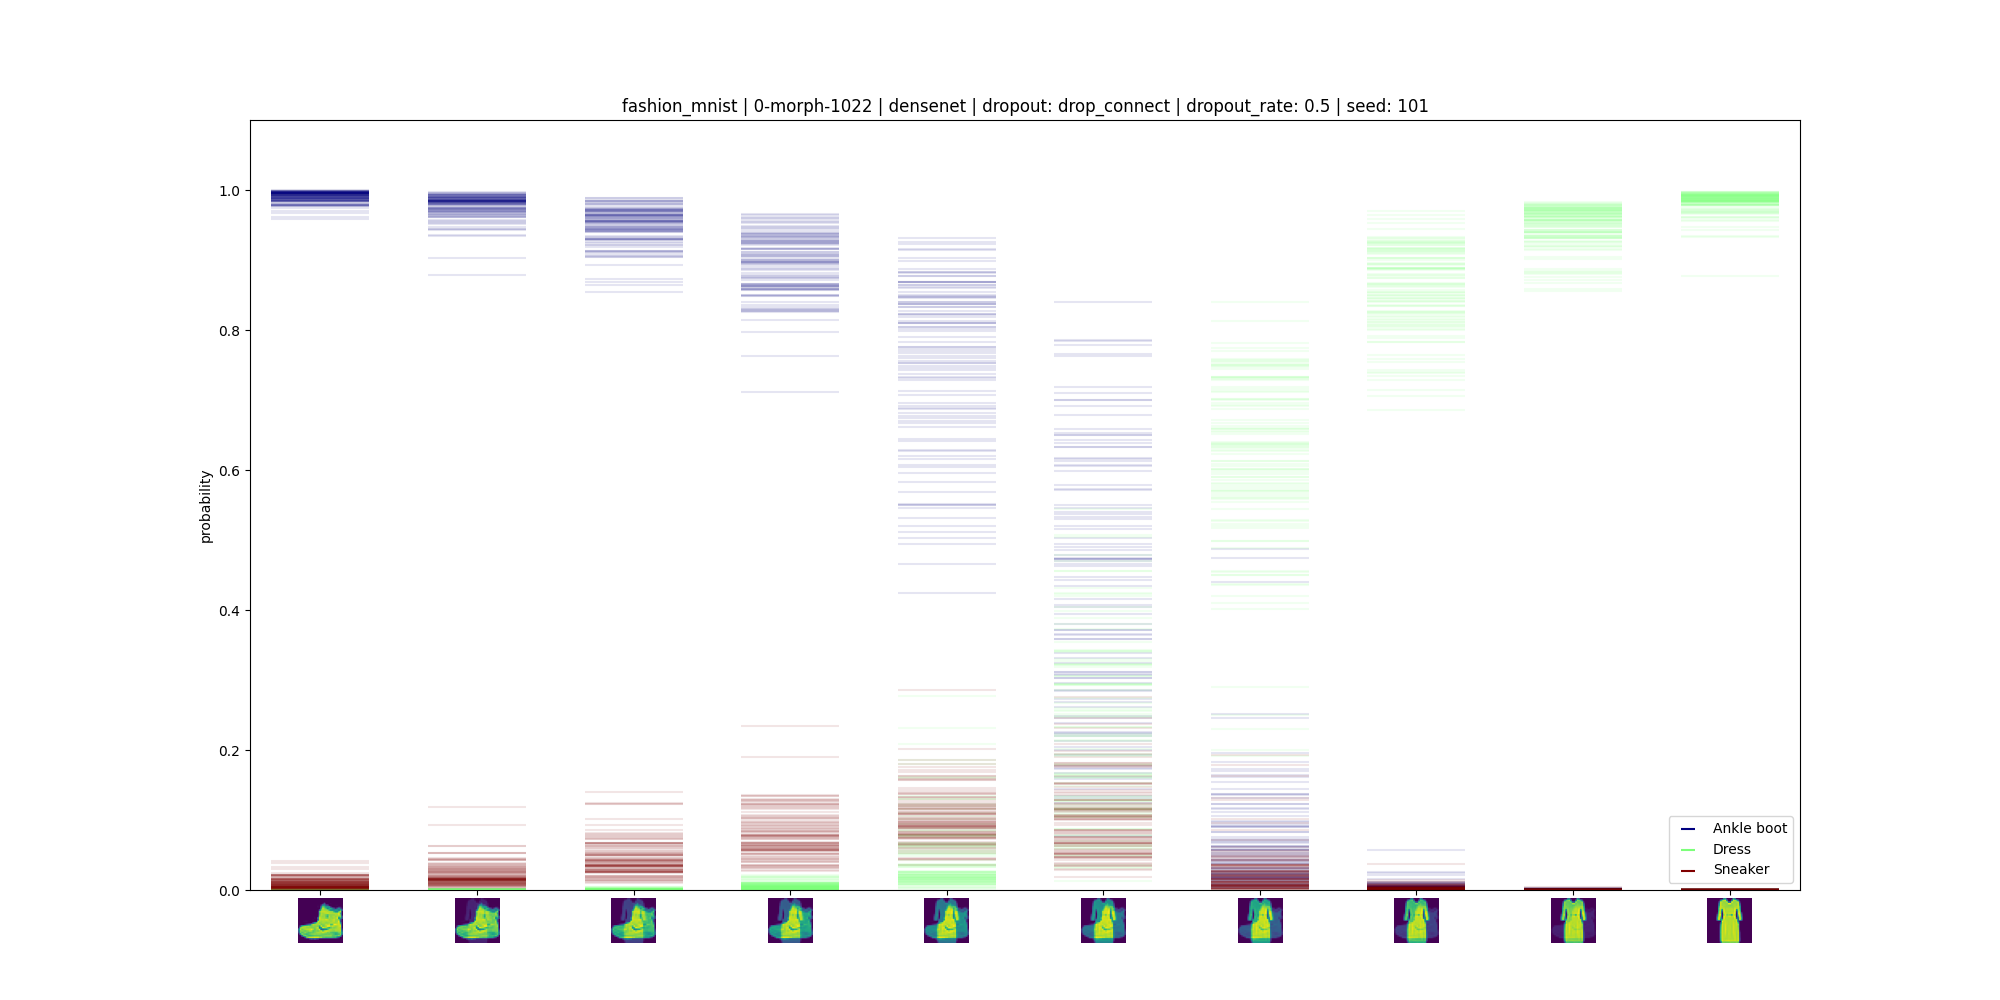 fashion_mnist | 0-morph-1022 | densenet | dropout: drop_connect | dropout_rate: 0.5 | seed: 101
probability
1.0
0.8
0.6
0.4
0.2
0.0
Ankle boot
Dress
Sneaker